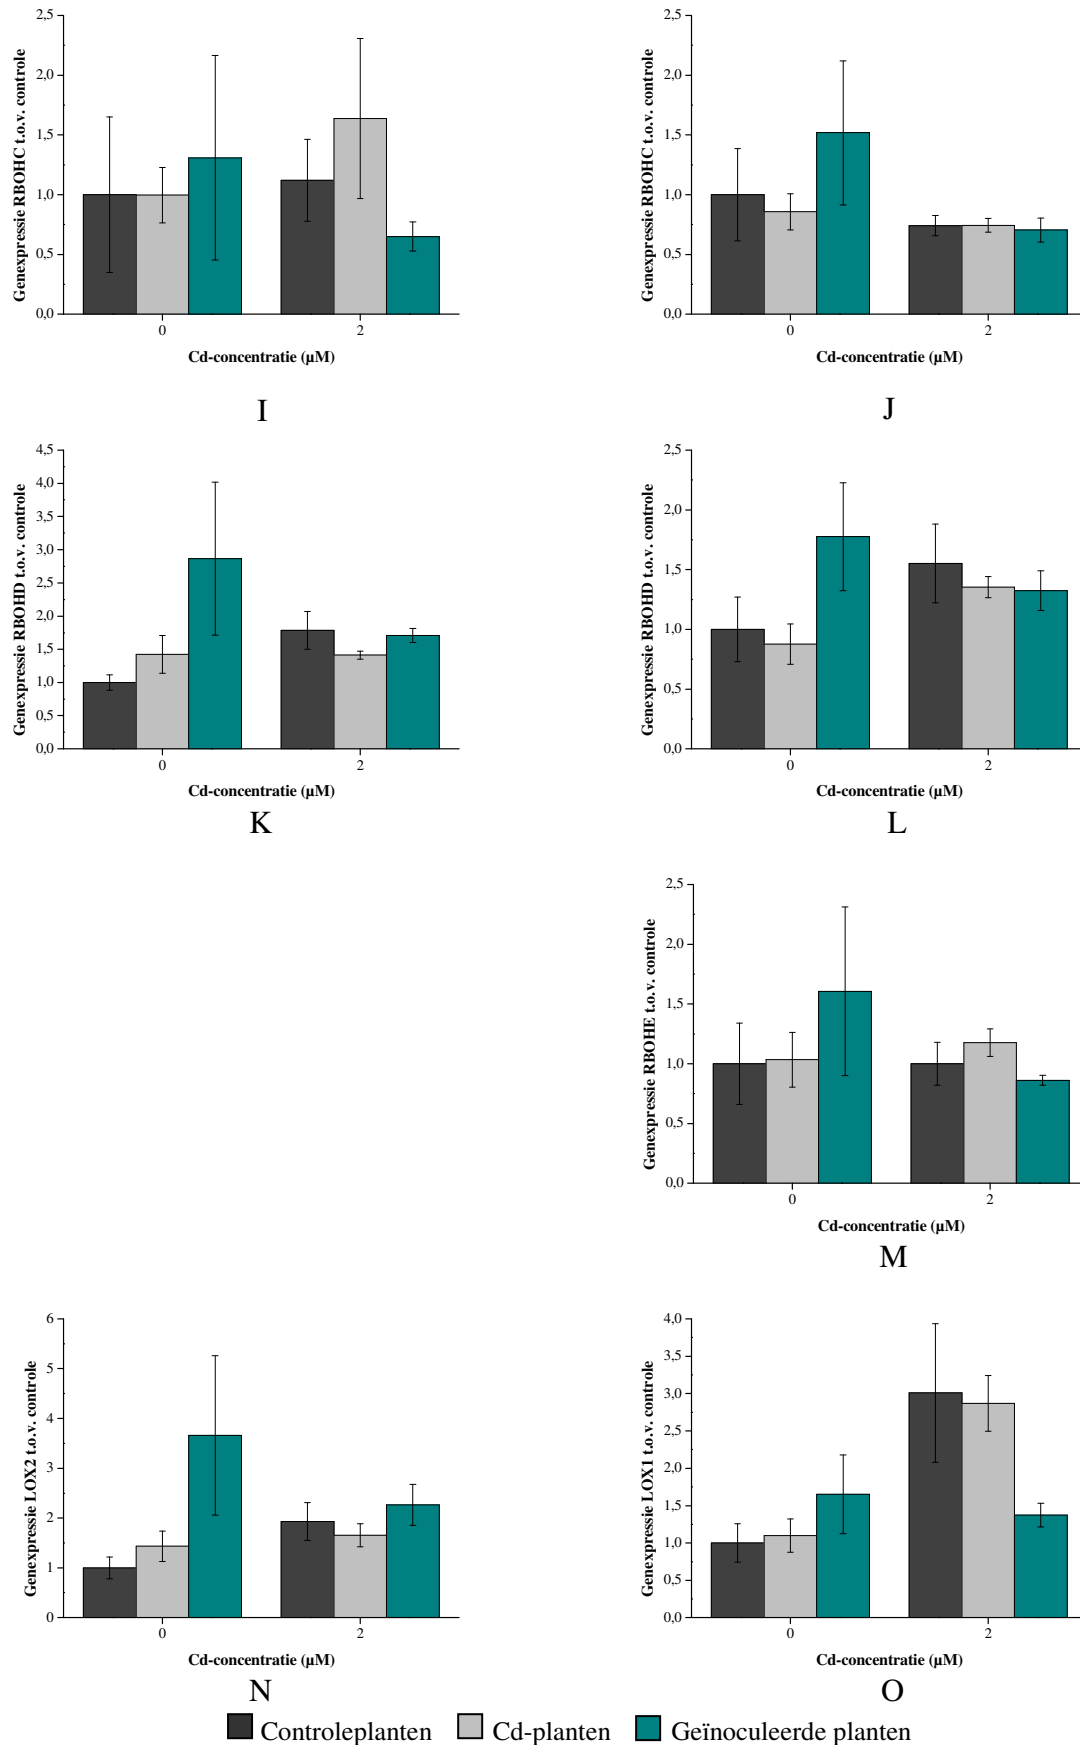 Genexpressie RBOHC t.o.v. controle
2,5
2,0
1,5
1,0
0,5
0,0
0
2
Cd-concentratie (µM)
I
Genexpressie RBOHC t.o.v. controle
2,5
2,0
1,5
1,0
0,5
0,0
0
2
Cd-concentratie (µM)
J
Genexpressie RBOHD t.o.v. controle
4,5
4,0
3,5
3,0
2,5
2,0
1,5
1,0
0,5
0,0
0
2
Cd-concentratie (µM)
K
Genexpressie RBOHD t.o.v. controle
2,5
2,0
1,5
1,0
0,5
0,0
0
2
Cd-concentratie (µM)
L
Genexpressie RBOHE t.o.v. controle
2,5
2,0
1,5
1,0
0,5
0,0
0
2
Cd-concentratie (µM)
M
Genexpressie LOX2 t.o.v. controle
6
5
4
3
2
1
0
0
2
Cd-concentratie (µM)
N
Genexpressie LOX1 t.o.v. controle
4,0
3,5
3,0
2,5
2,0
1,5
1,0
0,5
0,0
0
2
Cd-concentratie (µM)
O
Controleplanten Cd-planten Geïnoculeerde planten